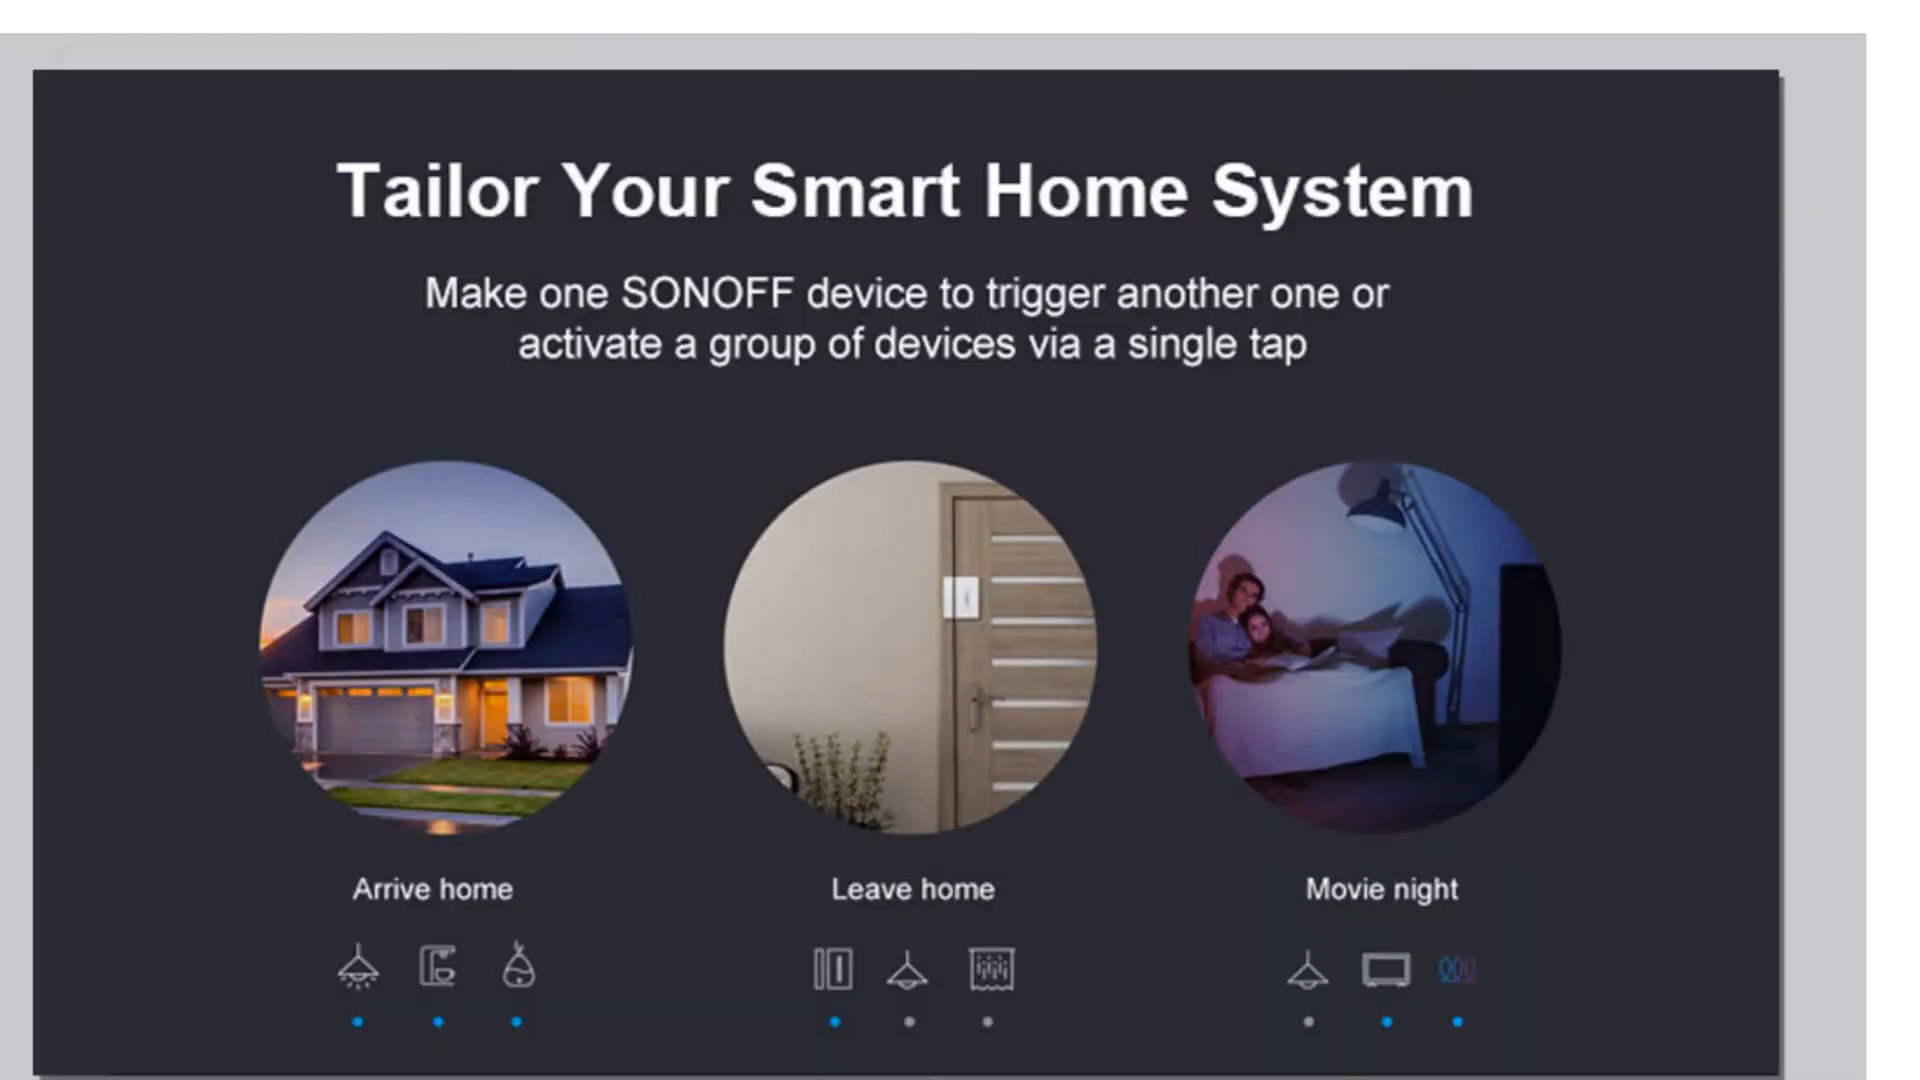 Tailor Your Smart Home System
Make one SONOFF device to trigger another one or
activate a group of devices via a single tap
Arrive home
Leave home
Movie night